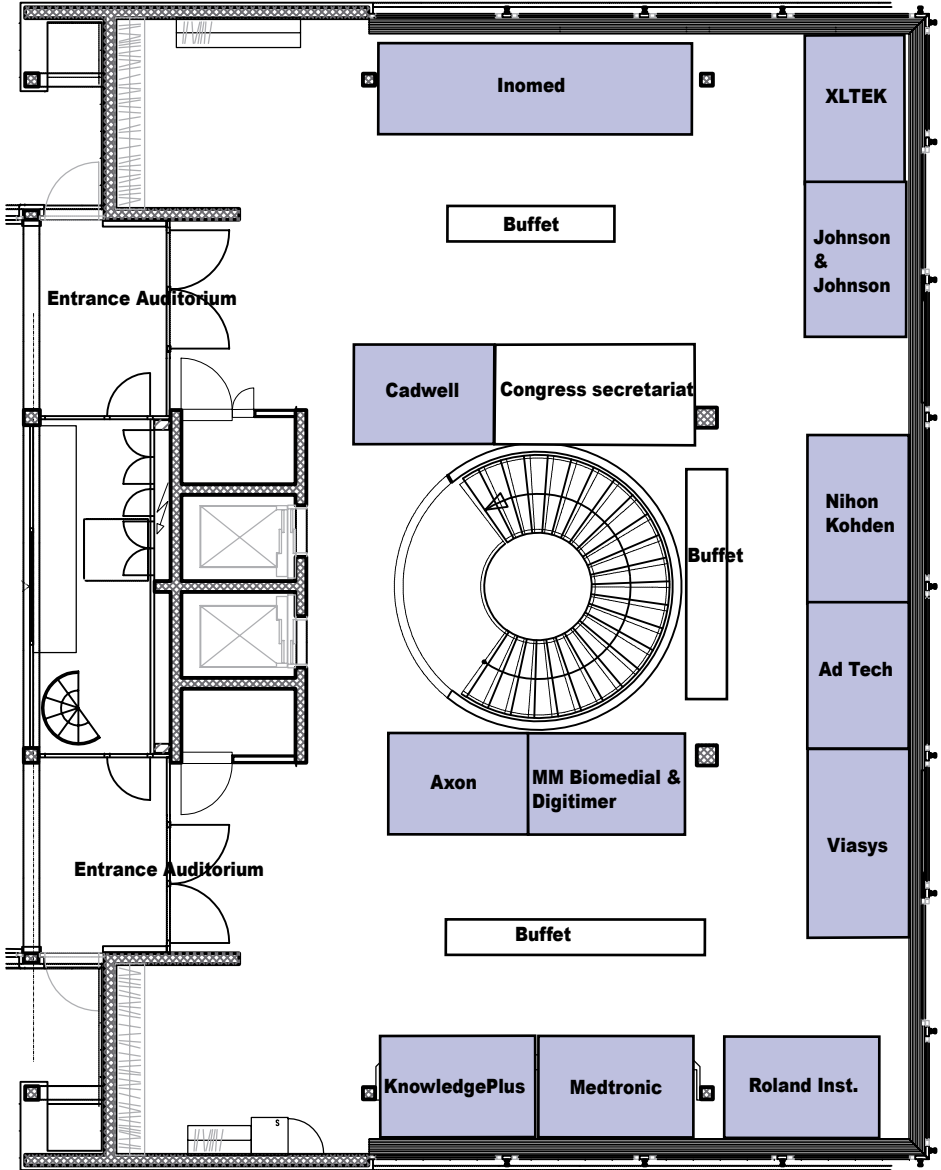 Inomed
XLTEK
Buffet
Johnson
&
Johnson
Entrance Auditorium
Cadwell
Congress secretariat
Nihon
Kohden
Buffet
Ad Tech
Axon
MM Biomedial &
Digitimer
Viasys
Entrance Auditorium
Buffet
KnowledgePlus
Medtronic
Roland Inst.
S